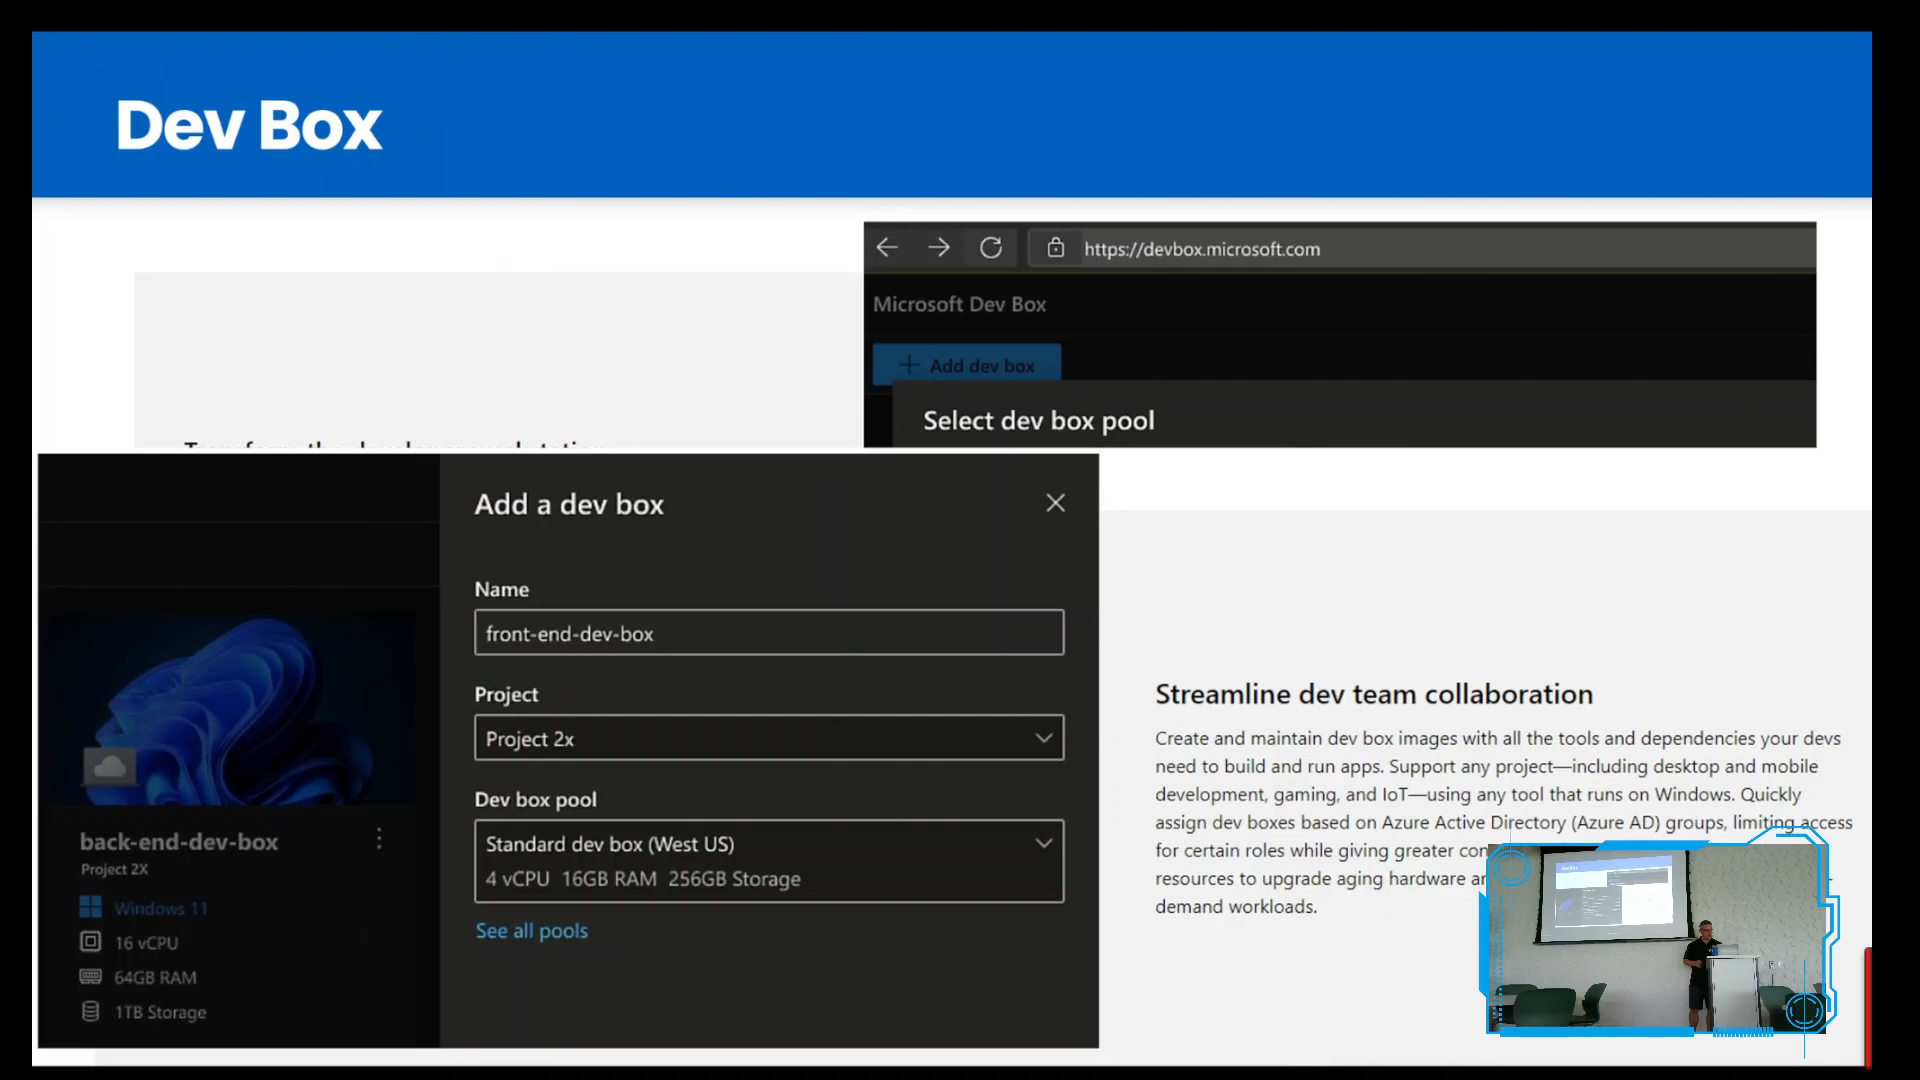 Dev Box
https://devbox.microsoft.com
Microsoft Dev Box
+ Add dev box
Select dev box pool
Add a dev box
Name
front-end-dev-box
Project
Project 2x
Dev box pool
Standard dev box (West US)
4 vCPU 16GB RAM 256GB Storage
See all pools
back-end-dev-box
Project 2X
Windows 11
16 vCPU
64GB RAM
1TB Storage
Streamline dev team collaboration
Create and maintain dev box images with all the tools and dependencies your devs
need to build and run apps. Support any project—including desktop and mobile
development, gaming, and IoT—using any tool that runs on Windows. Quickly
assign dev boxes based on Azure Active Directory (Azure AD) groups, limiting access
for certain roles while giving greater
resources to upgrade aging hardware
demand workloads.